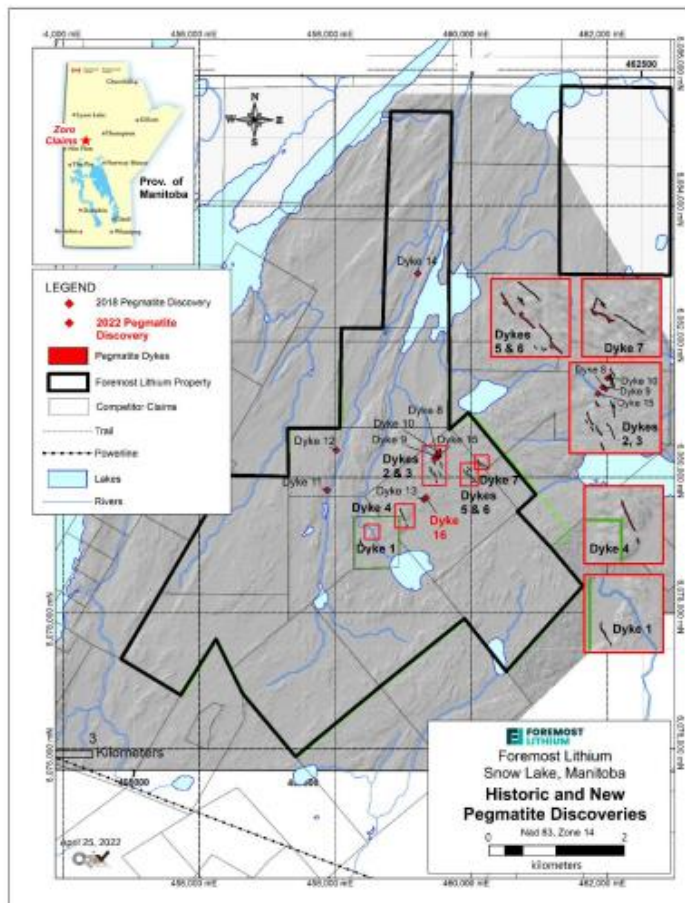 462500
Zoro
Claims
Prov. of
Manitoba
N
W E
S
LEGEND
2018 Pegmatite Discovery
2022 Pegmatite
Discovery
Pegmatite Dykes
Foremost Lithium Property
Competitor Claims
Trail
Powerline
Lakes
Rivers
Dyke 14
Dykes
5 & 6
Dyke 7
Dyke 8
Dyke 10
Dyke 9
Dyke 15
Dykes
2, 3
Dyke 8
Dyke 10
Dyke 9
Dyke 15
Dyke 12
Dykes
2 & 3
Dyke 7
Dyke 11
Dyke 13
Dykes
5 & 6
Dyke 4
Dyke
16
Dyke 1
Dyke 4
Dyke 1
3
Kilometers
FOREMOST
LITHIUM
Foremost Lithium
Snow Lake, Manitoba
Historic and New
Pegmatite Discoveries
Nad 83, Zone 14
0 2
kilometers
April 25, 2022
456,000 mE
458,000 mE
460,000 mE
462,000 mE